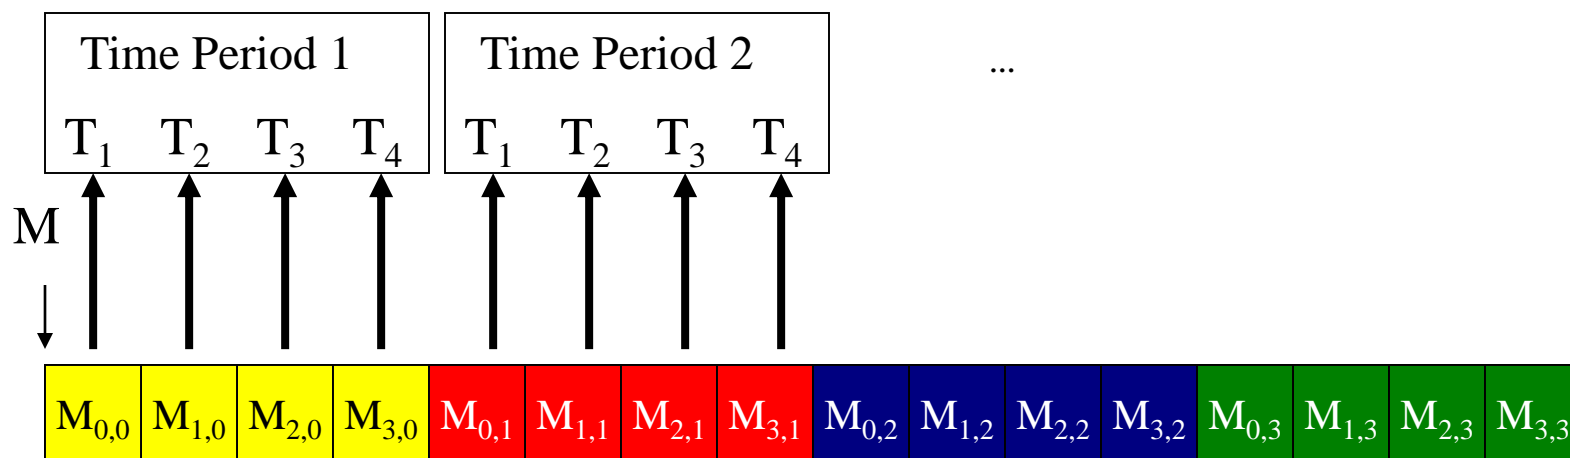 Time Period 1 Time Period 2 ...
T1 T2 T3 T4 T1 T2 T3 T4
M
M0,0 M1,0 M2,0 M3,0 M0,1 M1,1 M2,1 M3,1 M0,2 M1,2 M2,2 M3,2 M0,3 M1,3 M2,3 M3,3